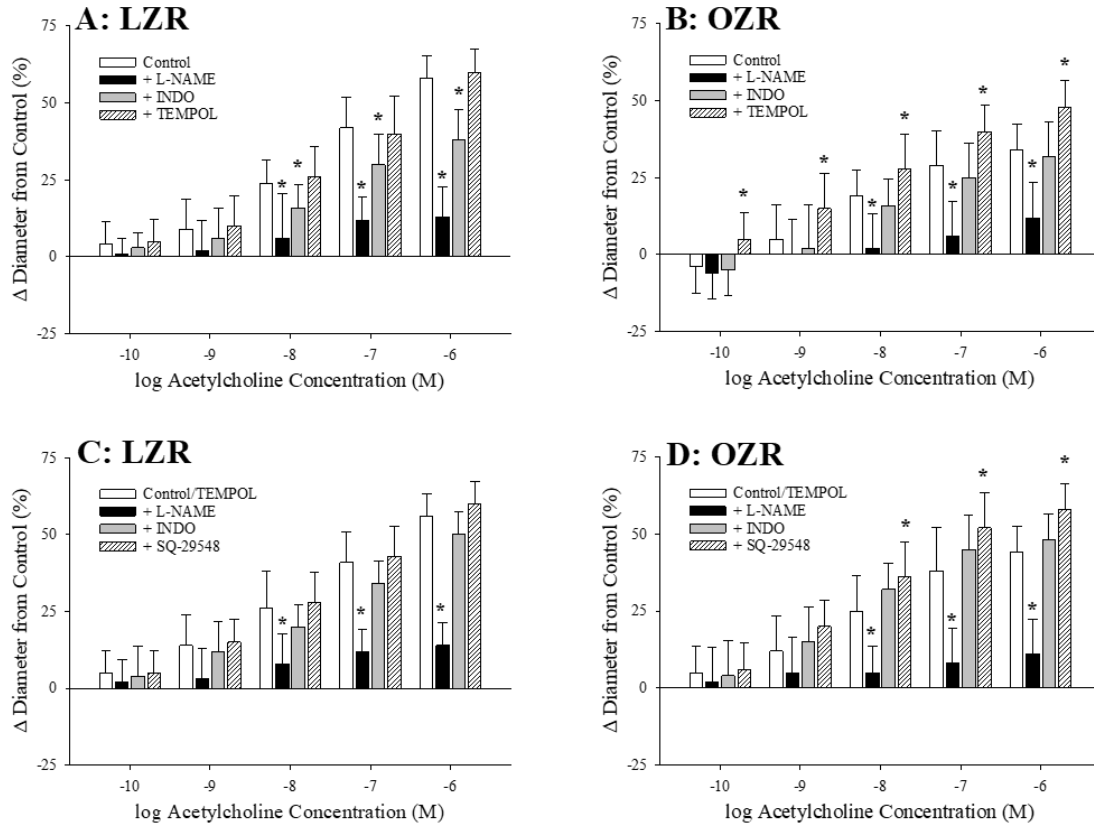 A: LZR
Control
+ L-NAME
+ INDO
+ TEMPOL
Δ Diameter from Control (%)
75
50
25
0
-25
* * * * * *
-10 -9 -8 -7 -6
log Acetylcholine Concentration (M)
B: OZR
Control
+ L-NAME
+ INDO
+ TEMPOL
Δ Diameter from Control (%)
75
50
25
0
-25
* * * * * * * *
-10 -9 -8 -7 -6
log Acetylcholine Concentration (M)
C: LZR
Control/TEMPOL
+ L-NAME
+ INDO
+ SQ-29548
Δ Diameter from Control (%)
75
50
25
0
-25
* * *
-10 -9 -8 -7 -6
log Acetylcholine Concentration (M)
D: OZR
Control/TEMPOL
+ L-NAME
+ INDO
+ SQ-29548
Δ Diameter from Control (%)
75
50
25
0
-25
* * * * * *
-10 -9 -8 -7 -6
log Acetylcholine Concentration (M)